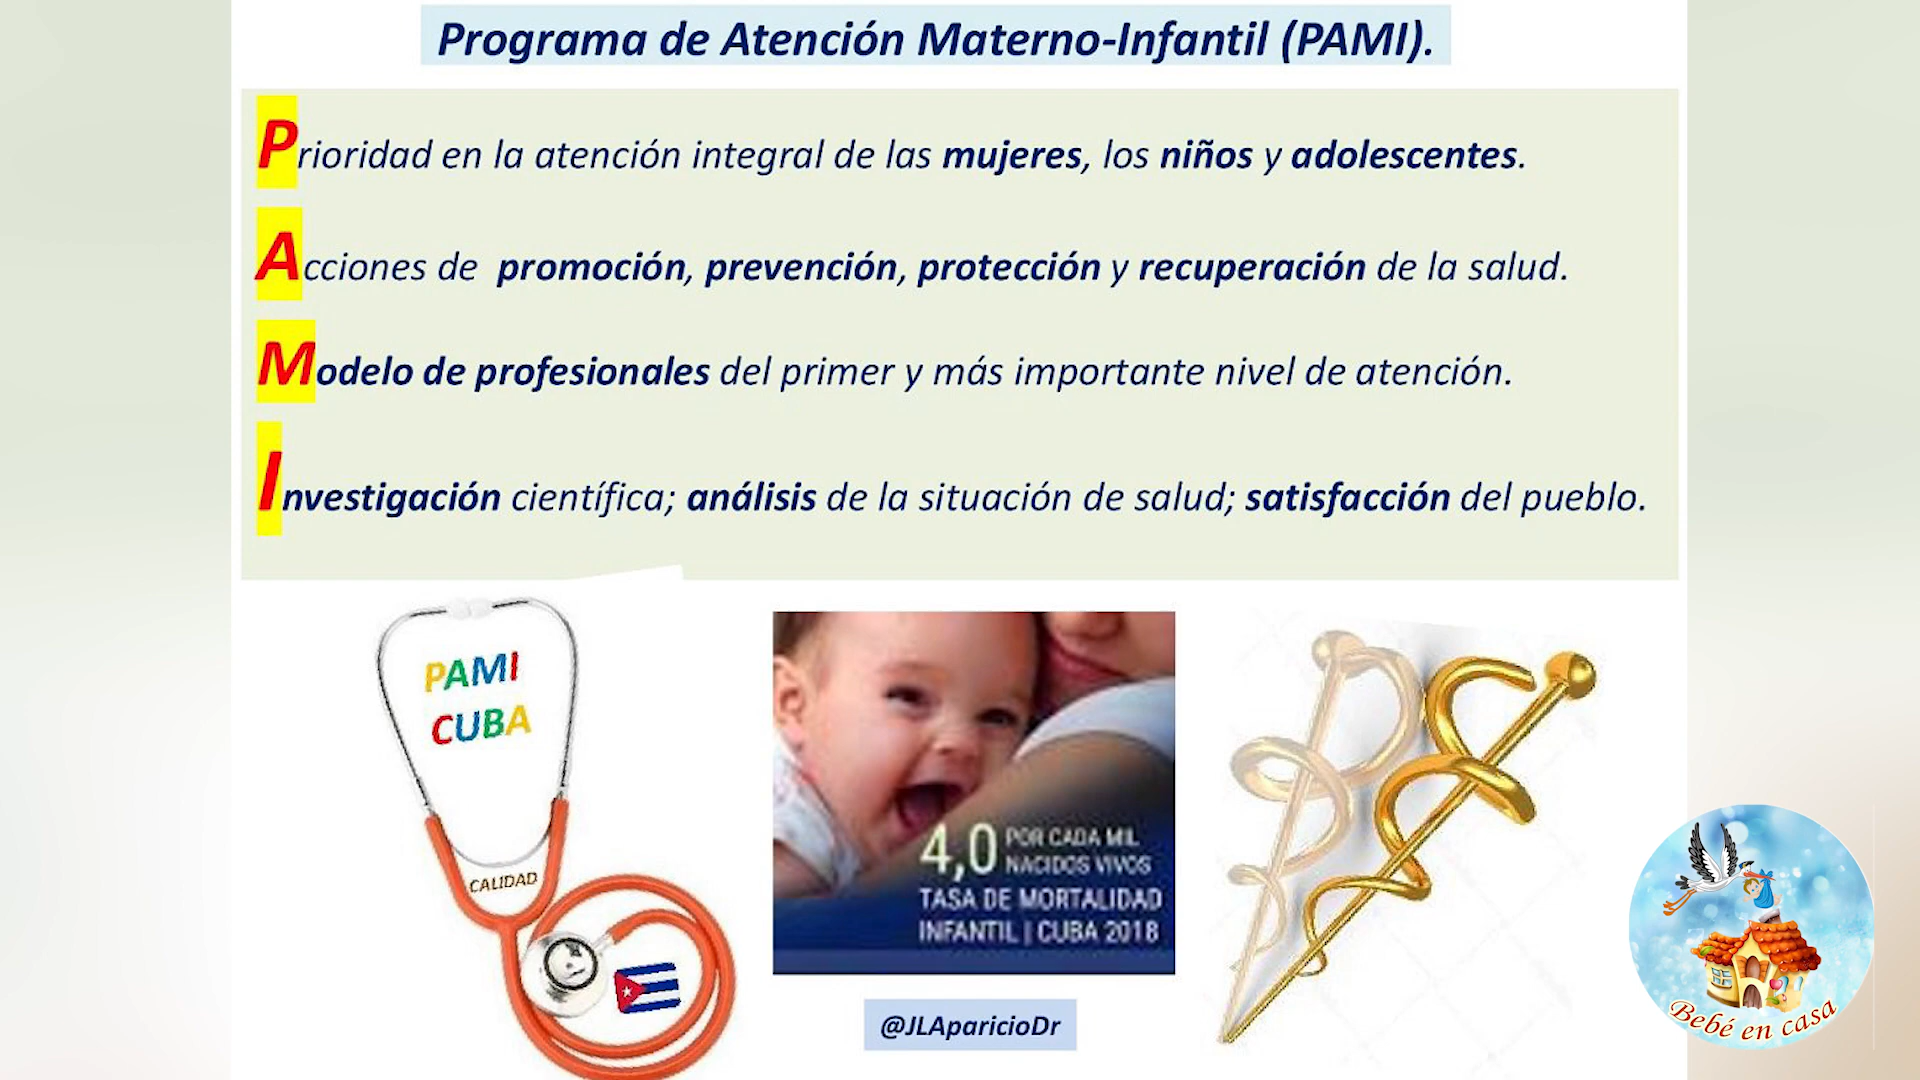 Programa de Atención Materno-Infantil (PAMI).
Prioridad en la atención integral de las mujeres, los niños y adolescentes.
Acciones de promoción, prevención, protección y recuperación de la salud.
Modelo de profesionales del primer y más importante nivel de atención.
Investigación científica; análisis de la situación de salud; satisfacción del pueblo.
PAMI
CUBA
CALIDAD
4,0 POR CADA MIL
NACIDOS VIVOS
TASA DE MORTALIDAD
INFANTIL | CUBA 2018
@JLAparicioDr
Bebé en casa